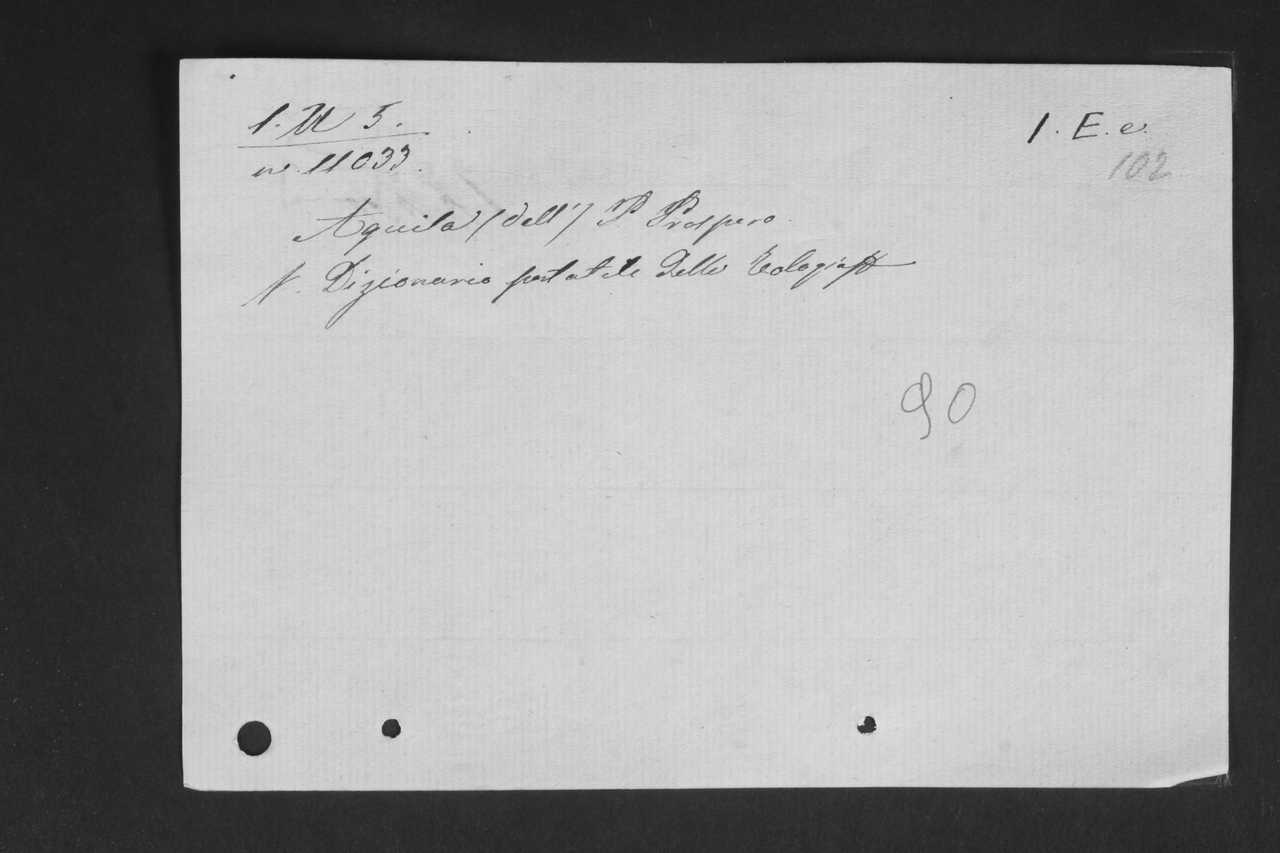 1. M 5.
1. E. e.
n. 11033.
102
Aquila (dell') P. Prospero.
V. Dizionario portatile della Teologia
90